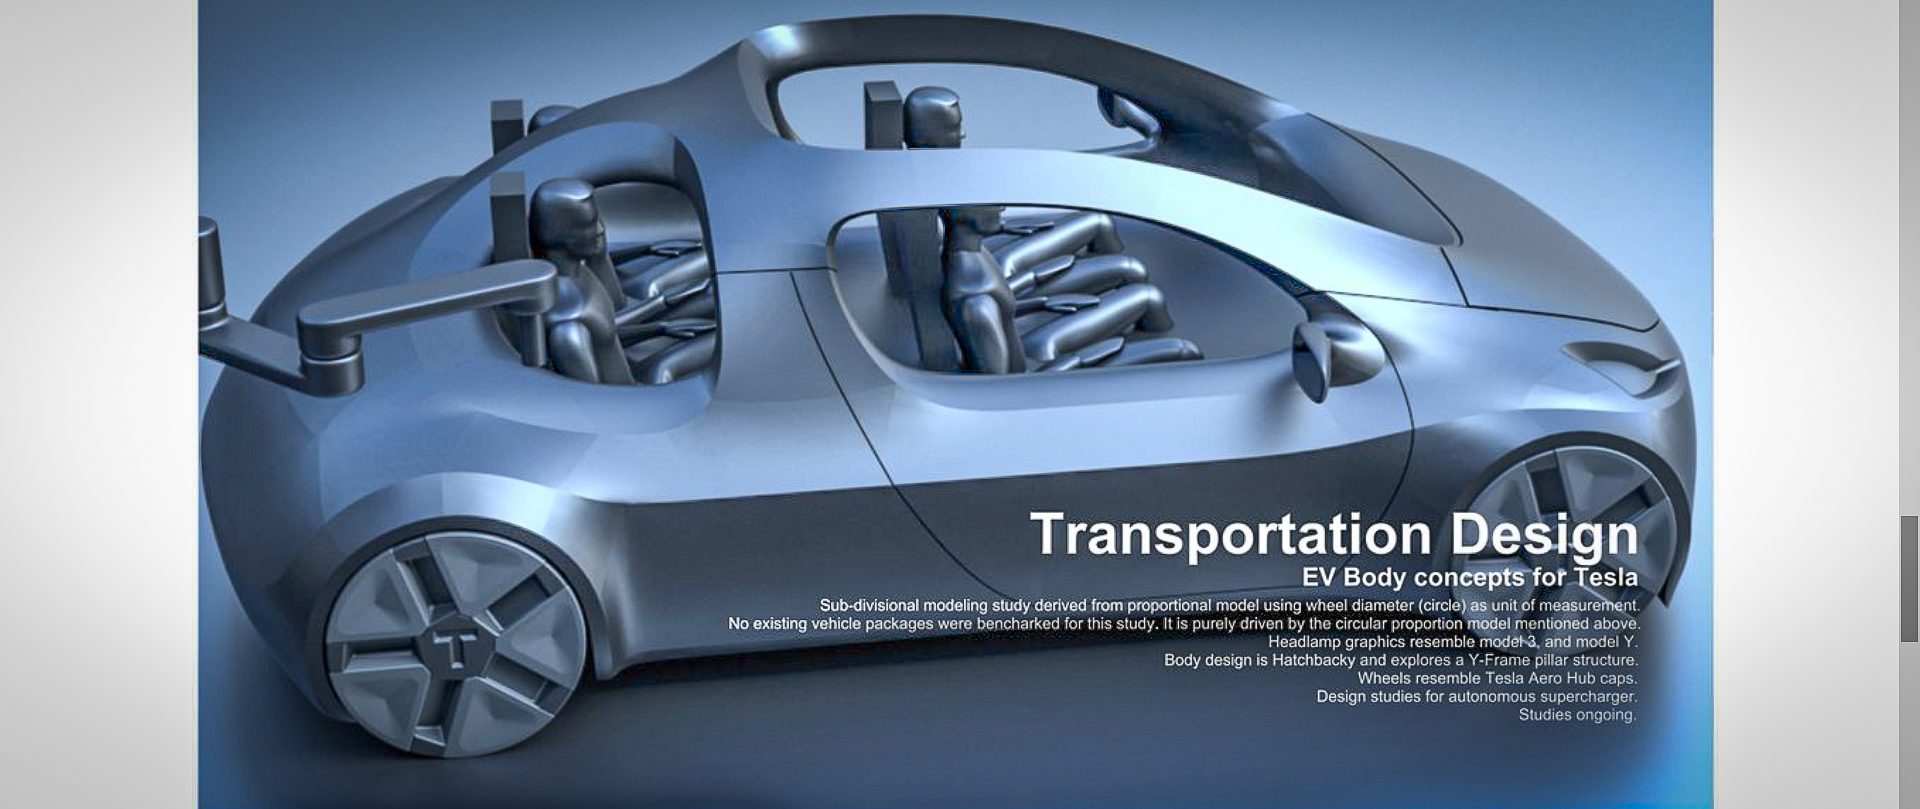 T
Transportation Design
EV Body concepts for Tesla
Sub-divisional modeling study derived from proportional model using wheel diameter (circle) as unit of measurement.
No existing vehicle packages were bencharked for this study. It is purely driven by the circular proportion model mentioned above.
Headlamp graphics resemble model 3, and model Y.
Body design is Hatchbacky and explores a Y-Frame pillar structure.
Wheels resemble Tesla Aero Hub caps.
Design studies for autonomous supercharger.
Studies ongoing.